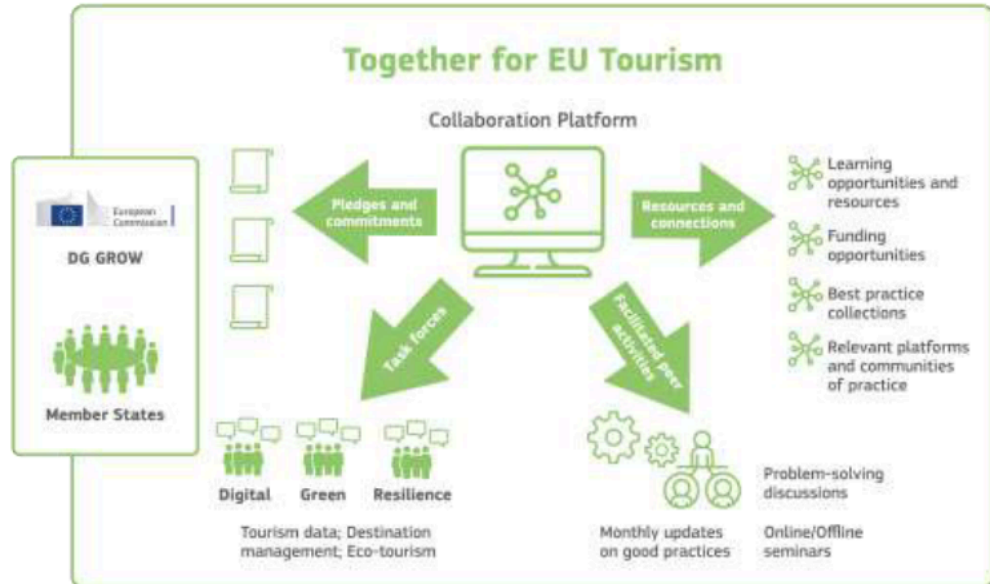 Together for EU Tourism
Collaboration Platform
European
Commission
DG GROW
Member States
Pledges and
commitments
Resources and
connections
Learning
opportunities and
resources
Funding
opportunities
Best practice
collections
Relevant platforms
and communities
of practice
Task forces
Facilitated peer
activities
Digital
Green
Resilience
Tourism data; Destination
management; Eco-tourism
Problem-solving
discussions
Monthly updates
on good practices
Online/Offline
seminars